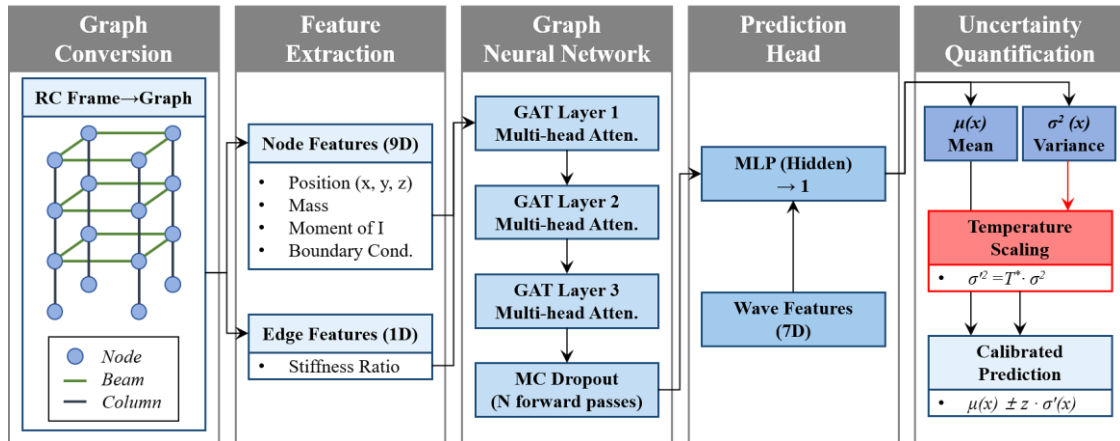 Graph
Conversion
RC Frame→Graph
Node
Beam
Column
Feature
Extraction
Node Features (9D)
• Position (x, y, z)
• Mass
• Moment of I
• Boundary Cond.
Edge Features (1D)
• Stiffness Ratio
Graph
Neural Network
GAT Layer 1
Multi-head Atten.
GAT Layer 2
Multi-head Atten.
GAT Layer 3
Multi-head Atten.
MC Dropout
(N forward passes)
Prediction
Head
MLP (Hidden)
→ 1
Wave Features
(7D)
Uncertainty
Quantification
μ(x)
Mean
σ² (x)
Variance
Temperature
Scaling
• σ'² =T*· σ²
Calibrated
Prediction
• μ(x) ± z · σ'(x)